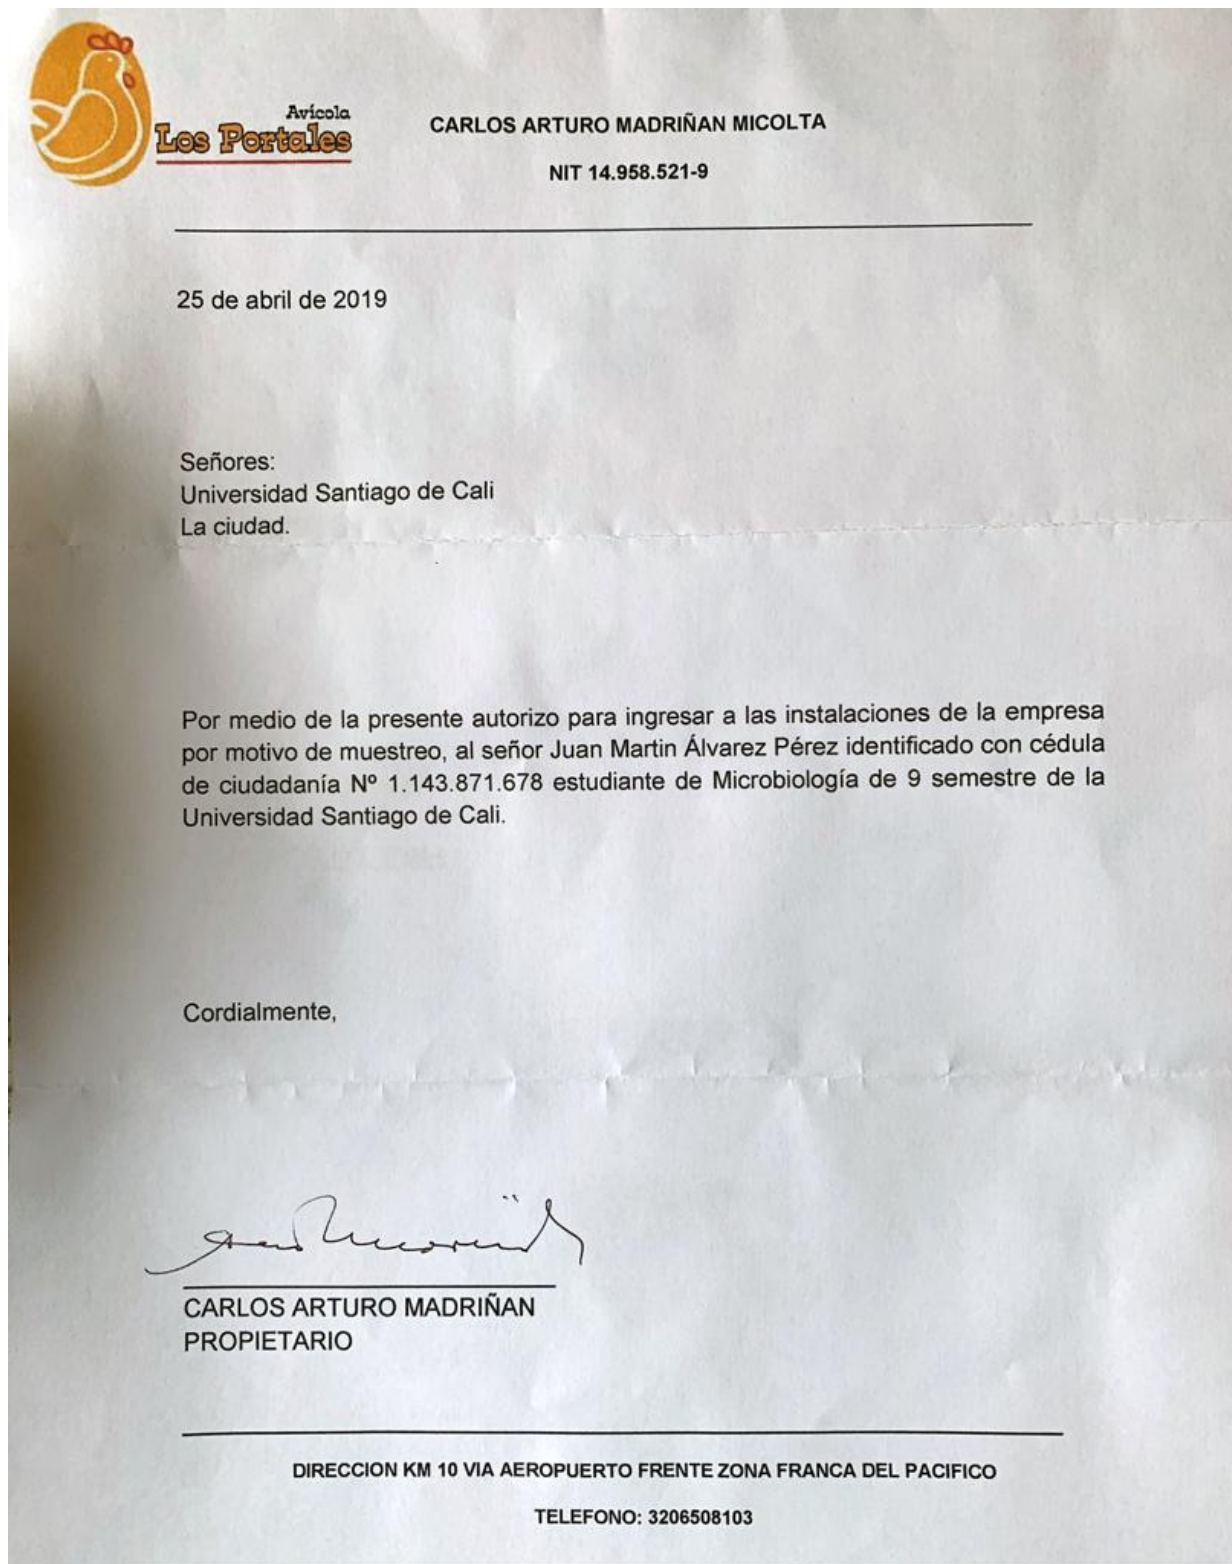 Avícola
Los Portales
CARLOS ARTURO MADRIÑAN MICOLTA
NIT 14.958.521-9
25 de abril de 2019
Señores:
Universidad Santiago de Cali
La ciudad.
Por medio de la presente autorizo para ingresar a las instalaciones de la empresa
por motivo de muestreo, al señor Juan Martin Álvarez Pérez identificado con cédula
de ciudadanía Nº 1.143.871.678 estudiante de Microbiología de 9 semestre de la
Universidad Santiago de Cali.
Cordialmente,
CARLOS ARTURO MADRIÑAN
PROPIETARIO
DIRECCION KM 10 VIA AEROPUERTO FRENTE ZONA FRANCA DEL PACIFICO
TELEFONO: 3206508103